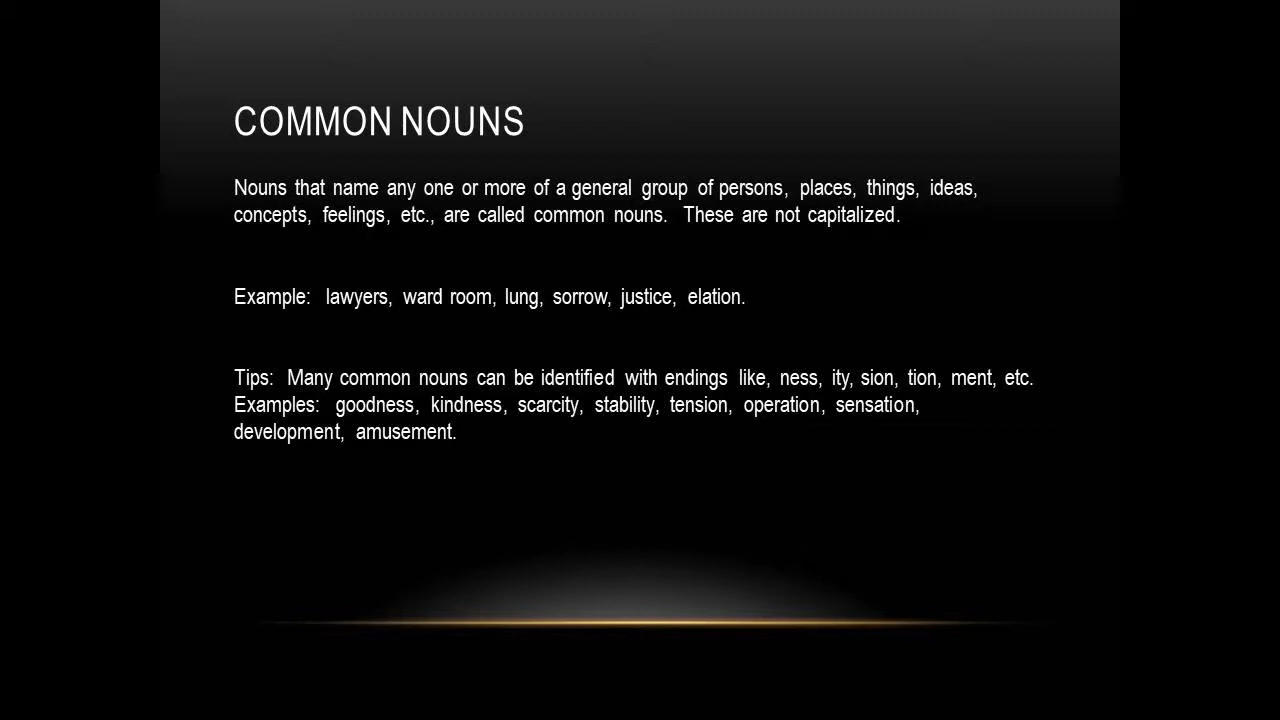 COMMON NOUNS
Nouns that name any one or more of a general group of persons, places, things, ideas,
concepts, feelings, etc., are called common nouns. These are not capitalized.
Example: lawyers, ward room, lung, sorrow, justice, elation.
Tips: Many common nouns can be identified with endings like, ness, ity, sion, tion, ment, etc.
Examples: goodness, kindness, scarcity, stability, tension, operation, sensation,
development, amusement.